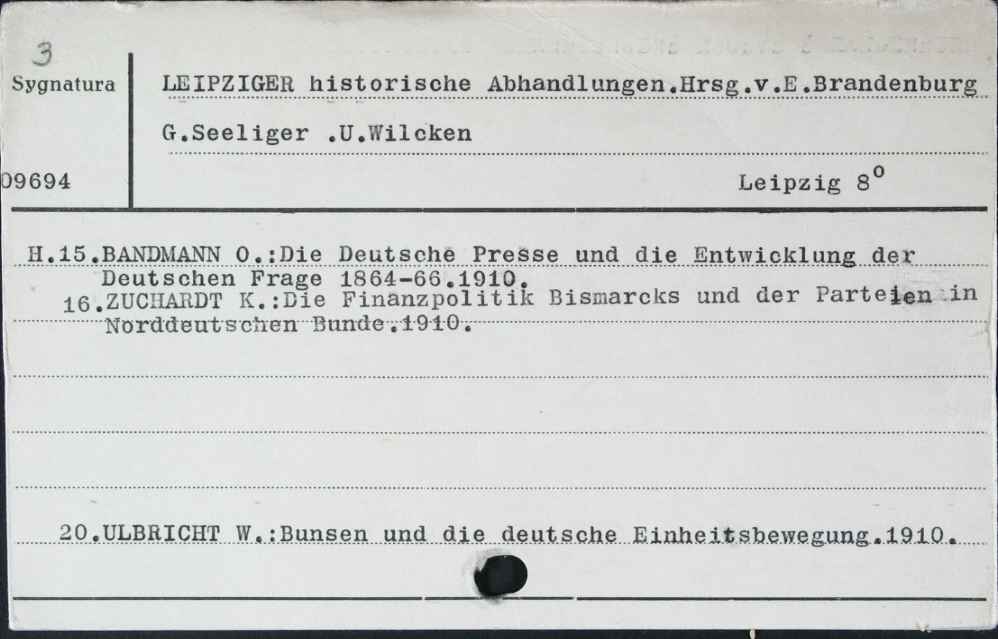 3
Sygnatura
LEIPZIGER historische Abhandlungen.Hrsg.v.E.Brandenburg
G.Seeliger .U.Wilcken
09694
Leipzig 8º
H.15.BANDMANN O.:Die Deutsche Presse und die Entwicklung der
Deutschen Frage 1864-66.1910.
16.ZUCHARDT K.:Die Finanzpolitik Bismarcks und der Parteien in
Norddeutschen Bunde.1910.
20.ULBRICHT W.:Bunsen und die deutsche Einheitsbewegung.1910.